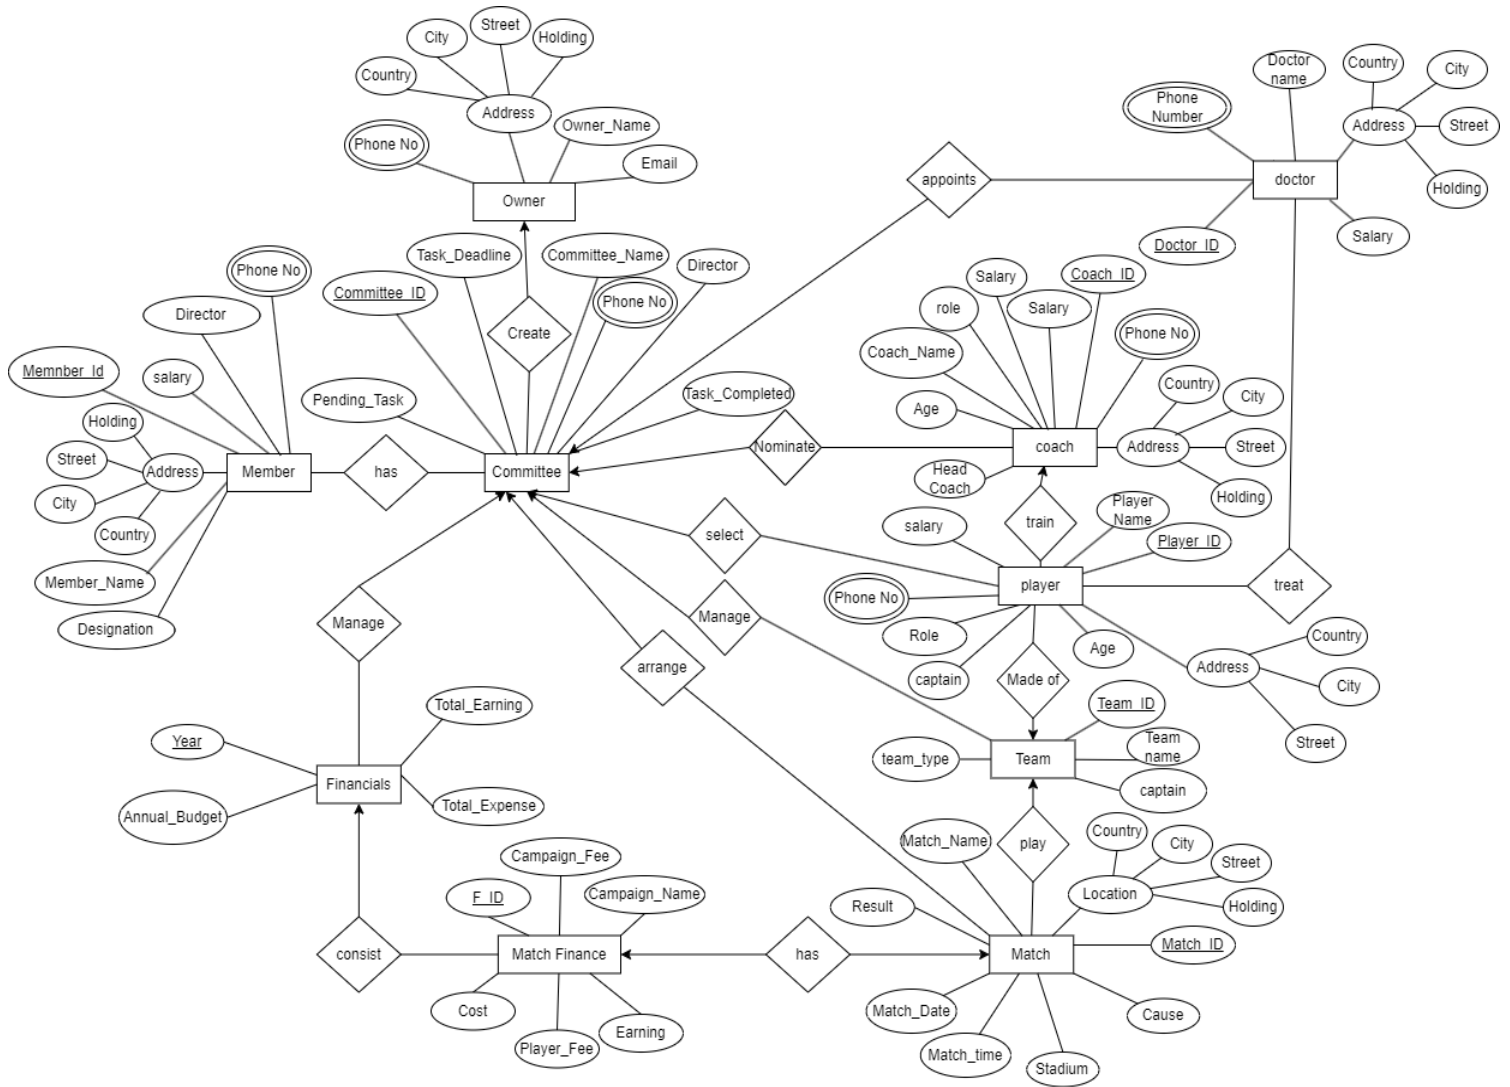 Street
City
Holding
Country
Address
Owner_Name
Phone No
Email
Owner
Doctor
name
Country
City
Phone
Number
Address
Street
appoints
doctor
Holding
Doctor_ID
Salary
Task_Deadline
Committee_Name
Director
Phone No
Committee_ID
Phone No
Director
Create
Memnber_Id
salary
Pending_Task
Task_Completed
Holding
Street
Address
Member
has
Committee
City
Country
Member_Name
Designation
Salary
Coach_ID
role
Salary
Phone No
Coach_Name
Country
City
Age
Nominate
coach
Address
Street
Head
Coach
Holding
Player
Name
salary
train
Player_ID
select
player
treat
Phone No
Manage
Manage
Role
Age
Country
arrange
captain
Made of
Address
City
Street
Team_ID
Team
name
team_type
Team
captain
Total_Earning
Year
Financials
Annual_Budget
Total_Expense
Match_Name
play
Country
City
Street
Location
Holding
Result
Campaign_Fee
F_ID
Campaign_Name
consist
Match Finance
has
Match
Match_ID
Cost
Player_Fee
Earning
Match_Date
Match_time
Stadium
Cause